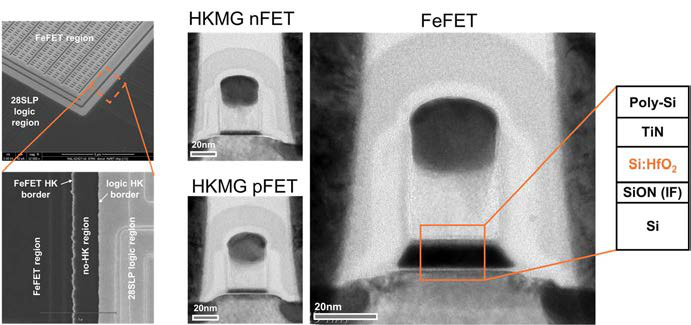 FeFET region
28SLP
logic
region
FeFET HK
border
logic HK
border
FeFET region
no-HK region
28SLP logic region
HKMG nFET
20nm
HKMG pFET
20nm
FeFET
20nm
Poly-Si
TiN
Si:HfO₂
SiON (IF)
Si